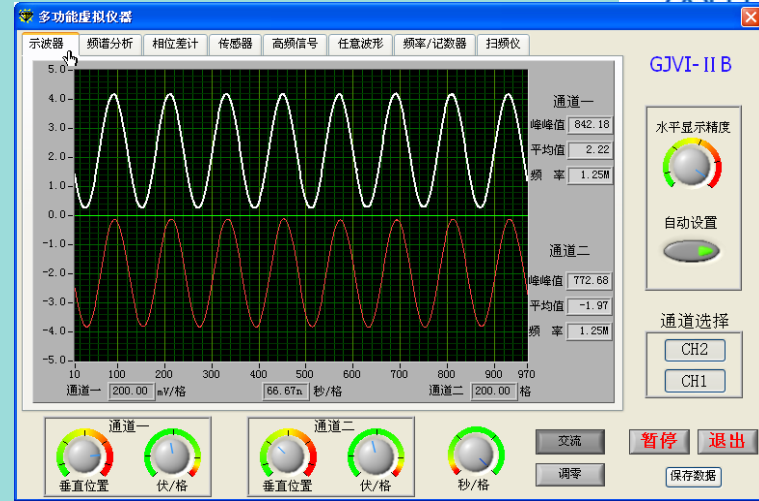 多功能虚拟仪器
示波器 频谱分析 相位差计 传感器 高频信号 任意波形 频率/记数器 扫频仪
GJVI-II B
5.0
4.0
3.0
2.0
1.0
0.0
-1.0
-2.0
-3.0
-4.0
-5.0
10 100 200 300 400 500 600 700 800 900 970
通道一
峰峰值 842.18
平均值 2.22
频 率 1.25M
通道二
峰峰值 772.68
平均值 -1.97
频 率 1.25M
通道一 200.00 mV/格 66.67n 秒/格 通道二 200.00 格
水平显示精度
自动设置
通道选择
CH2
CH1
通道一
垂直位置 伏/格
通道二
垂直位置 伏/格
秒/格
交流
调零
暂停 退出
保存数据